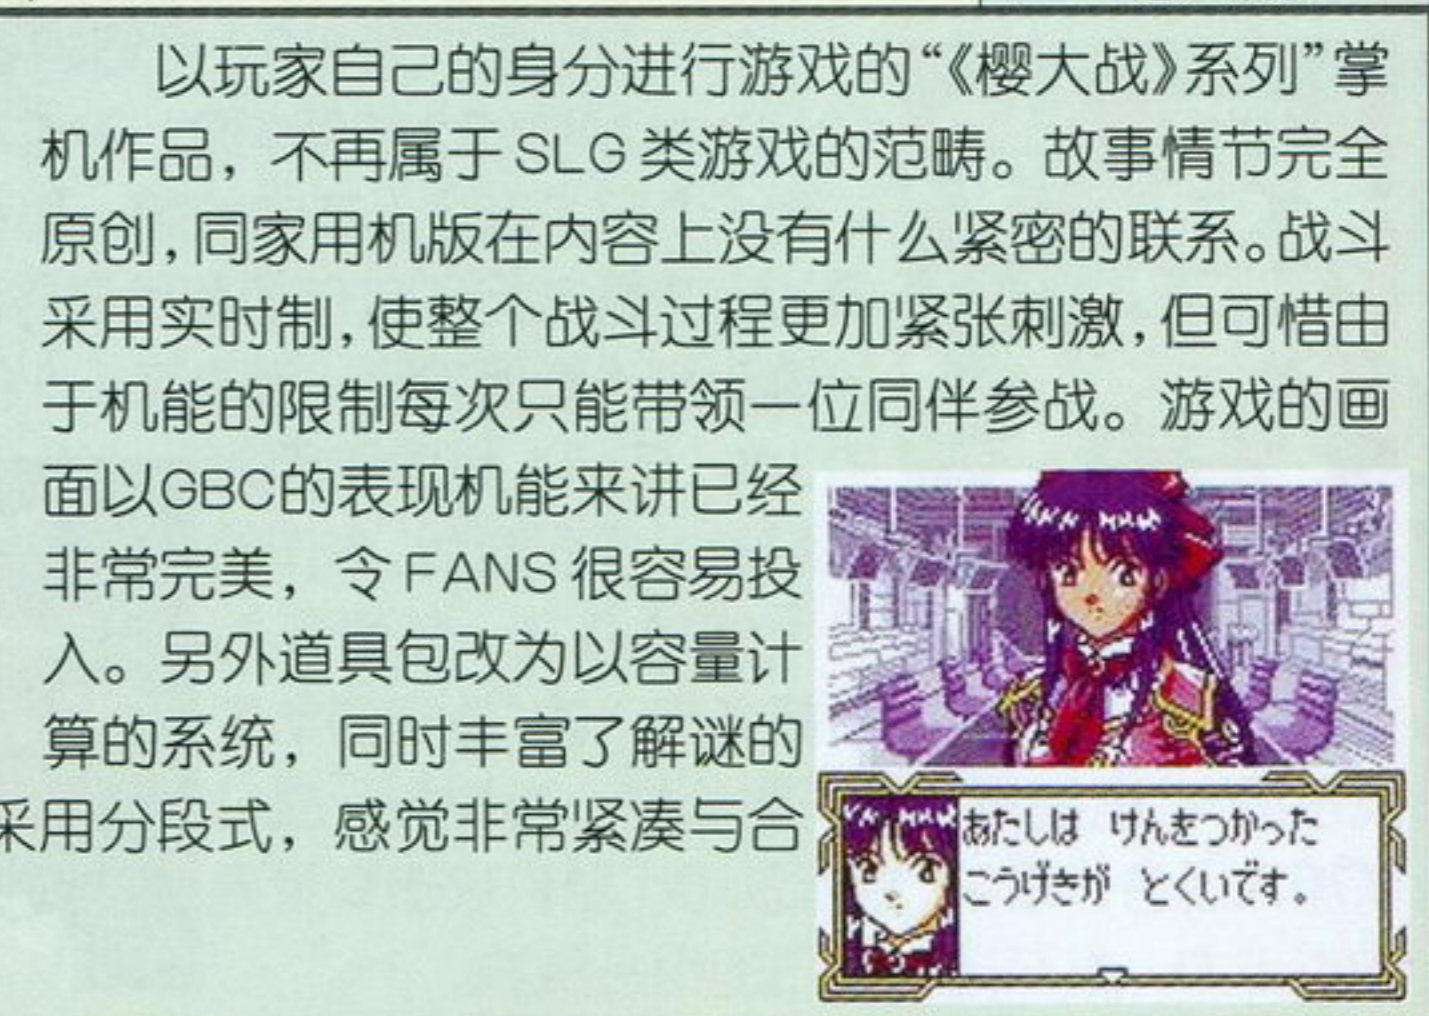 以玩家自己的身分进行游戏的“《樱大战》系列”掌
机作品，不再属于SLG类游戏的范畴。故事情节完全
原创，同家用机版在内容上没有什么紧密的联系。战斗
采用实时制，使整个战斗过程更加紧张刺激，但可惜由
于机能的限制每次只能带领一位同伴参战。游戏的画
面以GBC的表现机能来讲已经
非常完美，令FANS很容易投
入。另外道具包改为以容量计
算的系统，同时丰富了解谜的
采用分段式，感觉非常紧凑与合
あたしは けんをつかった
こうげきが とくいです。